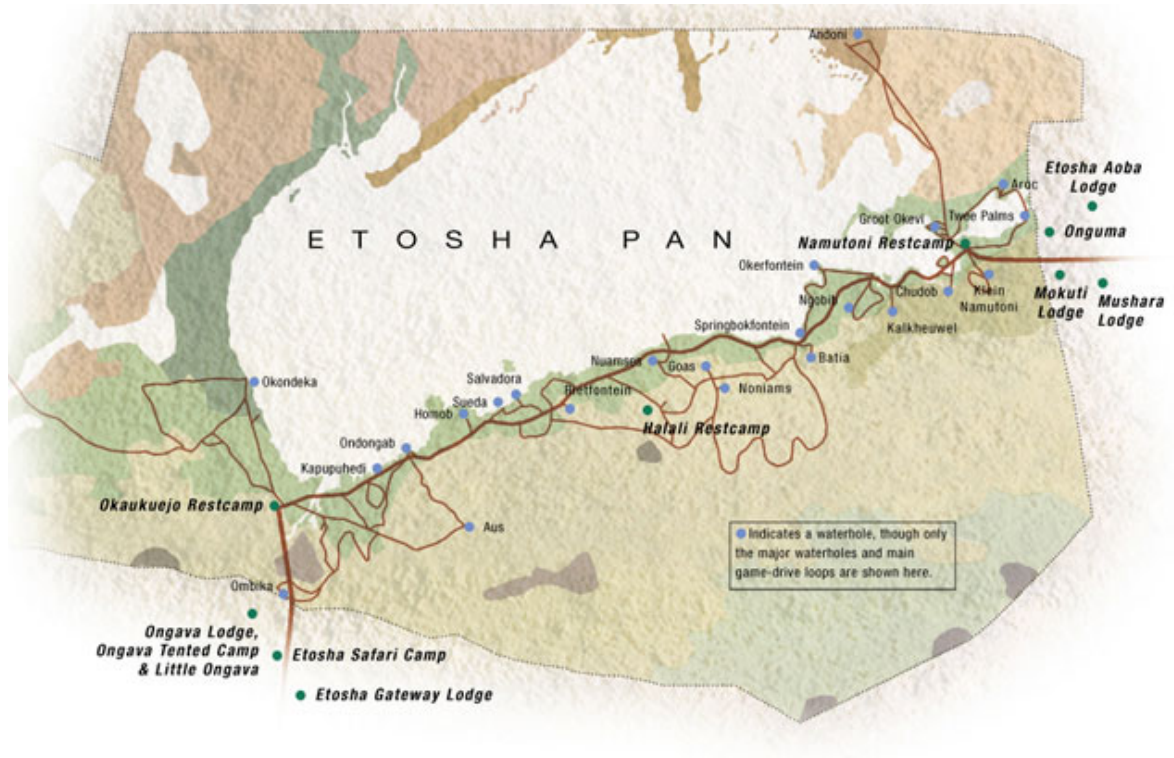 Andoni
Aroc
Etosha Aoba
Lodge
Groot Okevi
Twee Palms
Onguma
ETOSHA PAN
Namutoni Restcamp
Okerfontein
Ngobib
Chudob
Klein
Namutoni
Mokuti
Lodge
Mushara
Lodge
Kalkheuwel
Springbokfontein
Batia
Nuamses
Goas
Noniams
Okondeka
Salvadora
Sueda
Rietfontein
Homob
Halali Restcamp
Ondongab
Kapupuhedi
Okaukuejo Restcamp
Aus
Indicates a waterhole, though only
the major waterholes and main
game-drive loops are shown here.
Ombika
Ongava Lodge,
Ongava Tented Camp
& Little Ongava
Etosha Safari Camp
Etosha Gateway Lodge